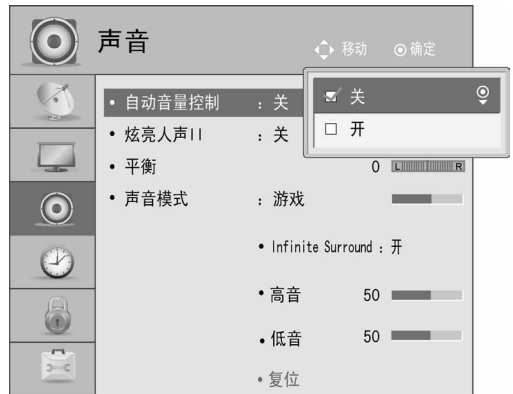 声音
移动 ◎确定
• 自动音量控制 : 关
• 炫亮人声II : 关
• 平衡 0 L R
• 声音模式 : 游戏
• Infinite Surround : 开
• 高音 50
• 低音 50
• 复位
关
开